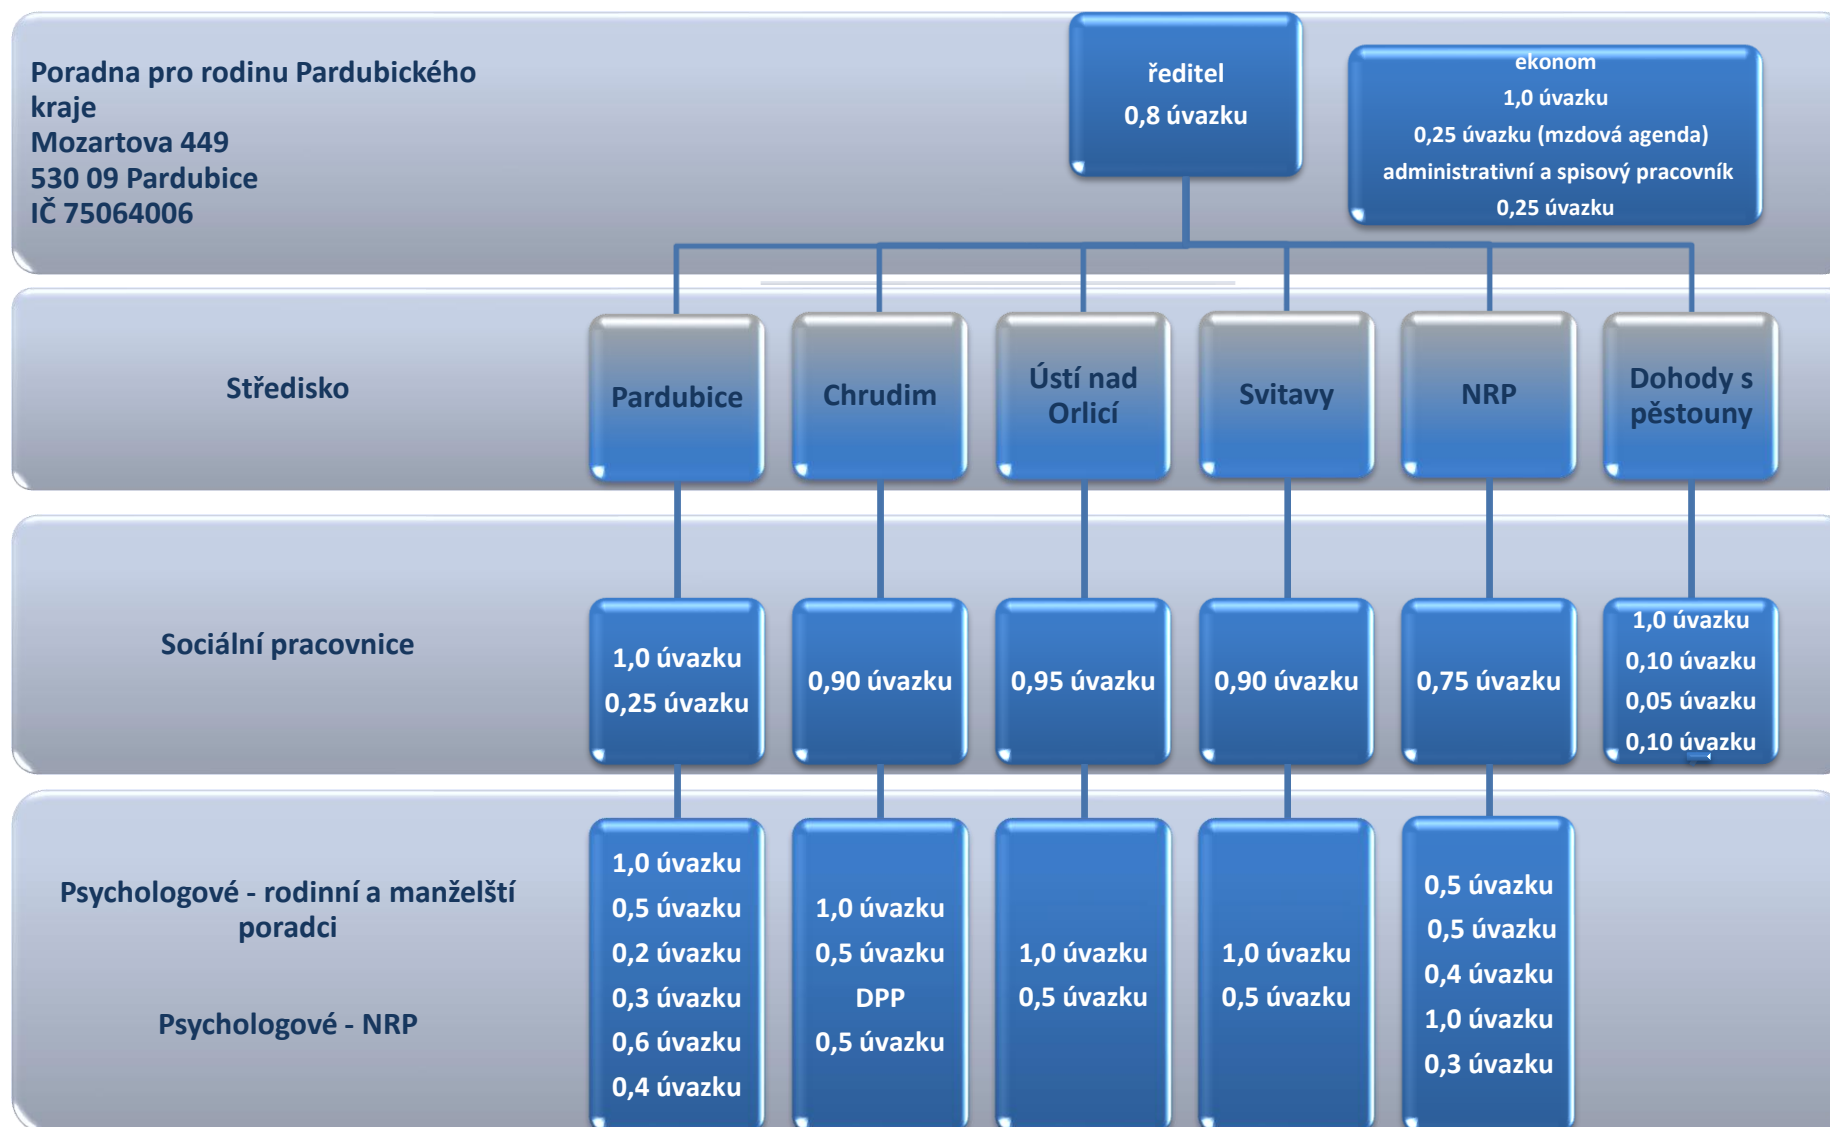 Poradna pro rodinu Pardubického
kraje
Mozartova 449
530 09 Pardubice
IČ 75064006
ředitel
0,8 úvazku
ekonom
1,0 úvazku
0,25 úvazku (mzdová agenda)
administrativní a spisový pracovník
0,25 úvazku
Středisko
Pardubice
Chrudim
Ústí nad
Orlicí
Svitavy
NRP
Dohody s
pěstouny
Sociální pracovnice
1,0 úvazku
0,25 úvazku
0,90 úvazku
0,95 úvazku
0,90 úvazku
0,75 úvazku
1,0 úvazku
0,10 úvazku
0,05 úvazku
0,10 úvazku
Psychologové - rodinní a manželští
poradci
Psychologové - NRP
1,0 úvazku
0,5 úvazku
0,2 úvazku
0,3 úvazku
0,6 úvazku
0,4 úvazku
1,0 úvazku
0,5 úvazku
DPP
0,5 úvazku
1,0 úvazku
0,5 úvazku
1,0 úvazku
0,5 úvazku
0,5 úvazku
0,5 úvazku
0,4 úvazku
1,0 úvazku
0,3 úvazku